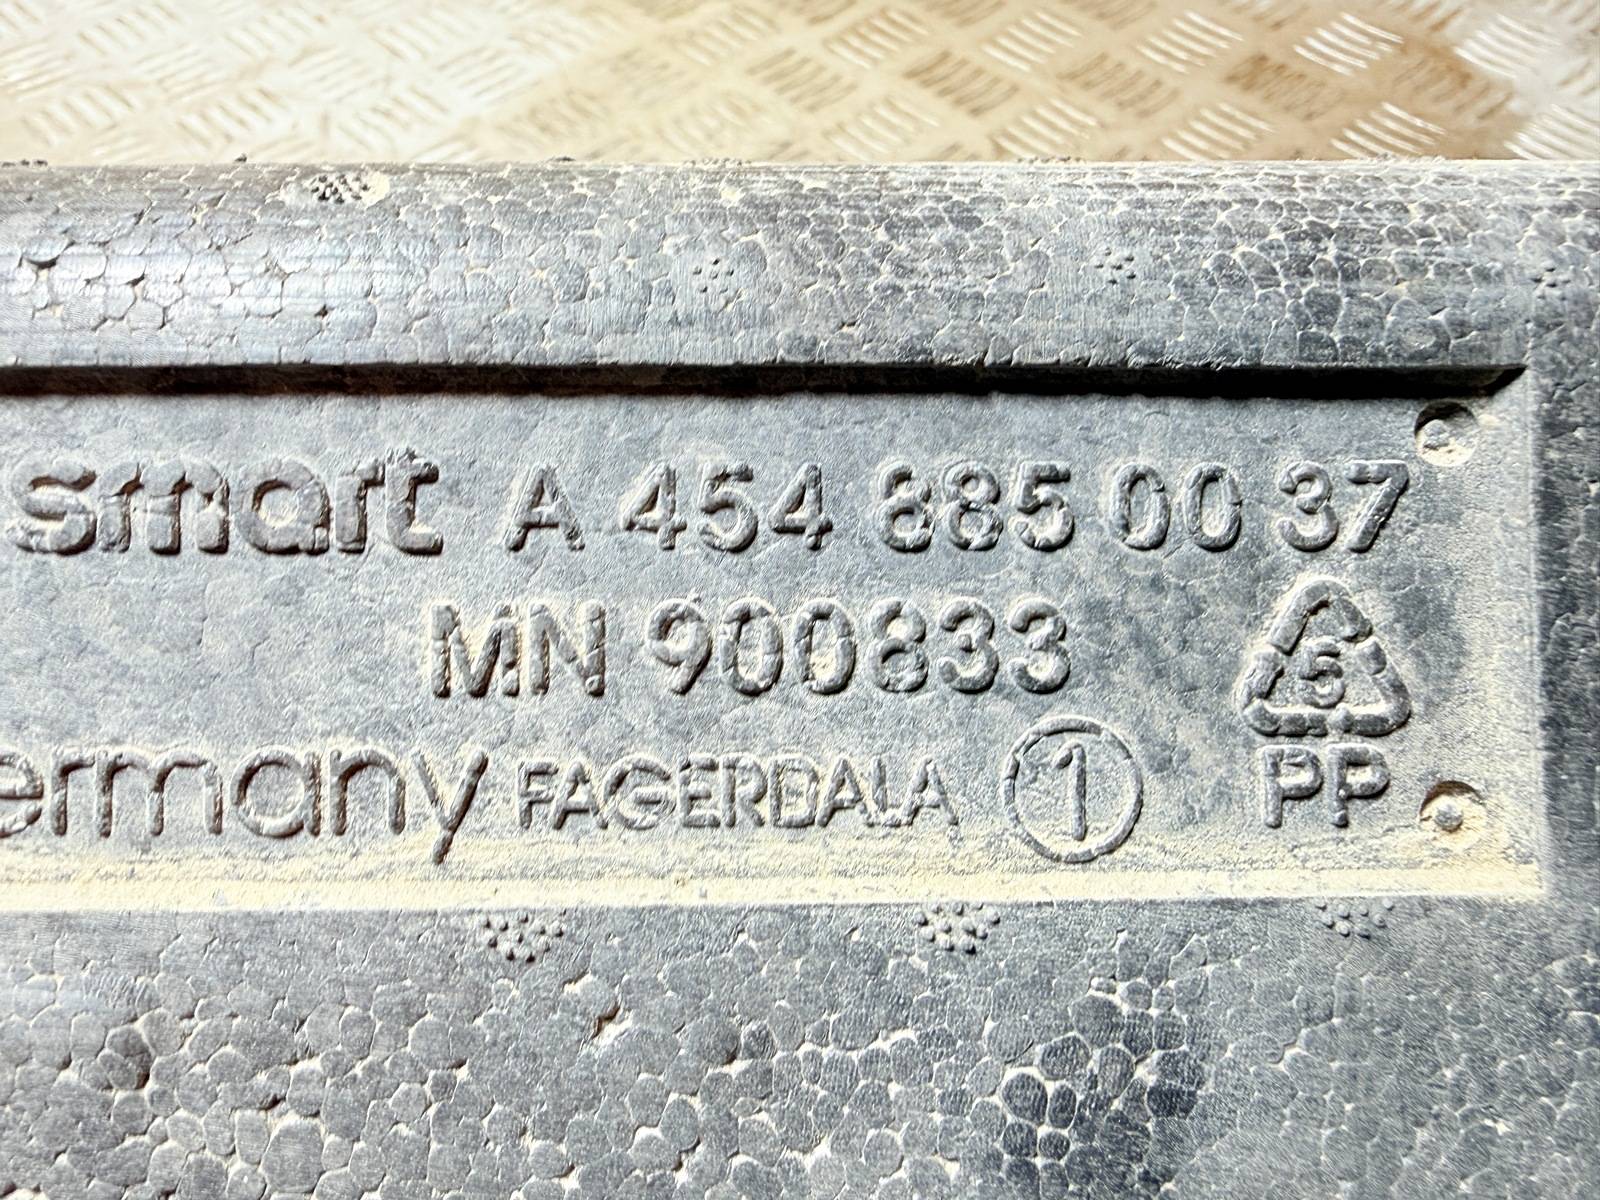 smart A 454 885 00 37
MN 900833
5
ermany FAGERDALA 1 PP